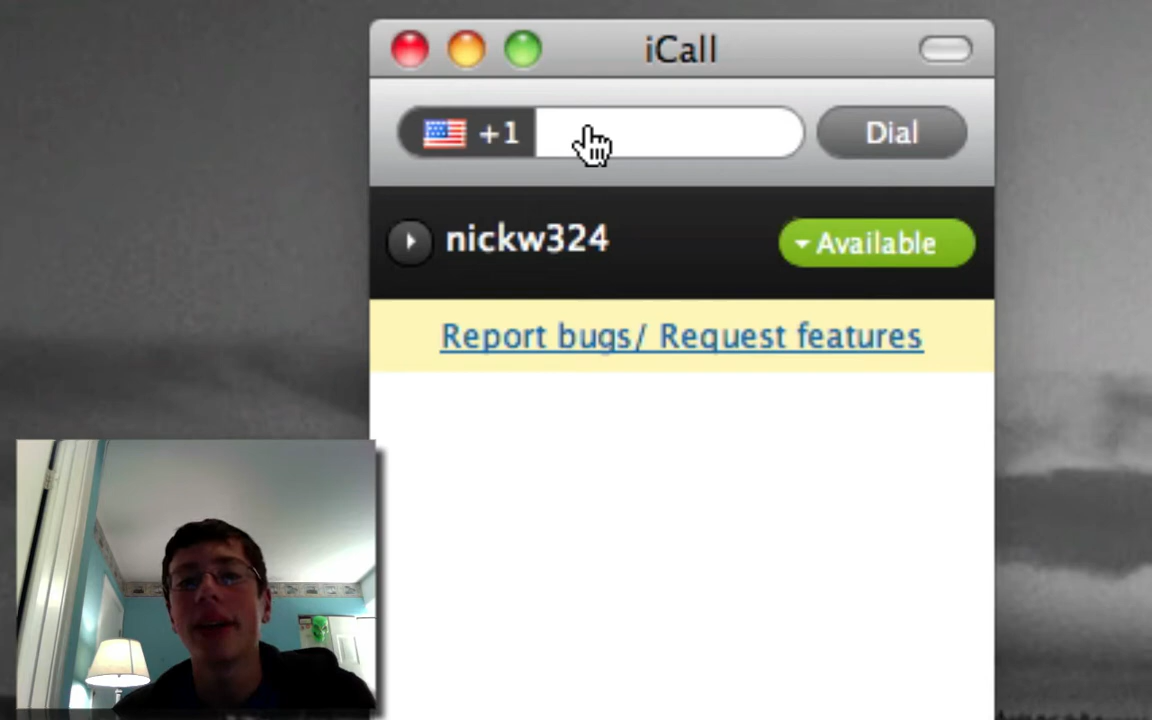 iCall
+1
Dial
nickw324
Available
Report bugs/ Request features